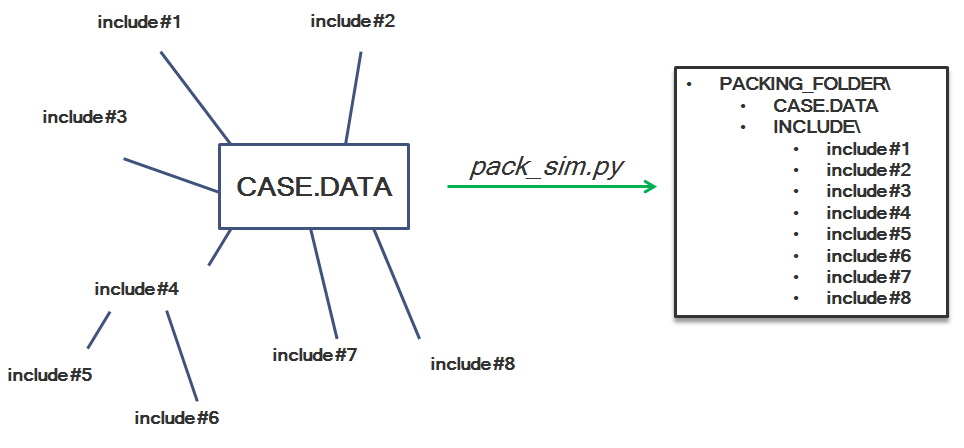 include#1
include#2
include#3
CASE.DATA
include#4
include#5
include#6
include#7
include#8
pack_sim.py
• PACKING_FOLDER\
• CASE.DATA
• INCLUDE\
• include#1
• include#2
• include#3
• include#4
• include#5
• include#6
• include#7
• include#8